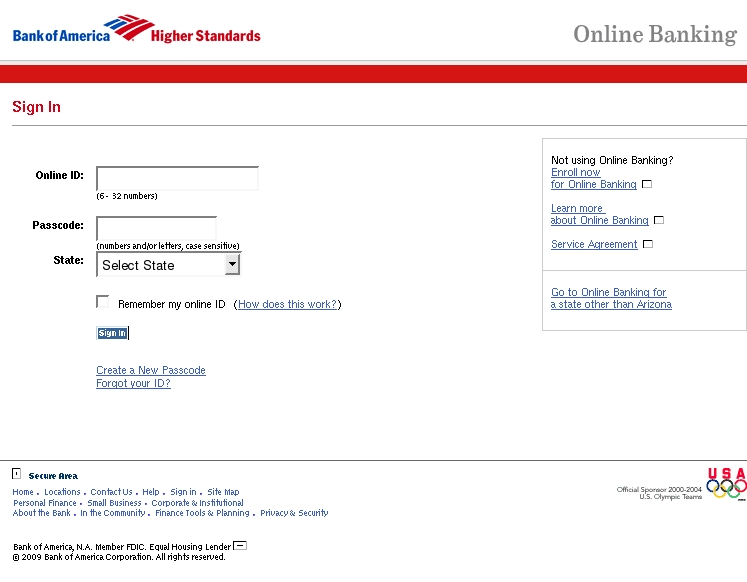 Bank of America Higher Standards
Online Banking
Sign In
Online ID:
(6 - 32 numbers)
Passcode:
(numbers and/or letters, case sensitive)
State:
Select State
Remember my online ID (How does this work?)
Sign In
Create a New Passcode
Forgot your ID?
Not using Online Banking?
Enroll now
for Online Banking
Learn more
about Online Banking
Service Agreement
Go to Online Banking for
a state other than Arizona
Secure Area
Home . Locations . Contact Us . Help . Sign in . Site Map
Personal Finance . Small Business . Corporate & Institutional
About the Bank . In the Community . Finance Tools & Planning . Privacy & Security
Official Sponsor 2000-2004
U.S. Olympic Teams
USA
Bank of America, N.A. Member FDIC. Equal Housing Lender
© 2009 Bank of America Corporation. All rights reserved.